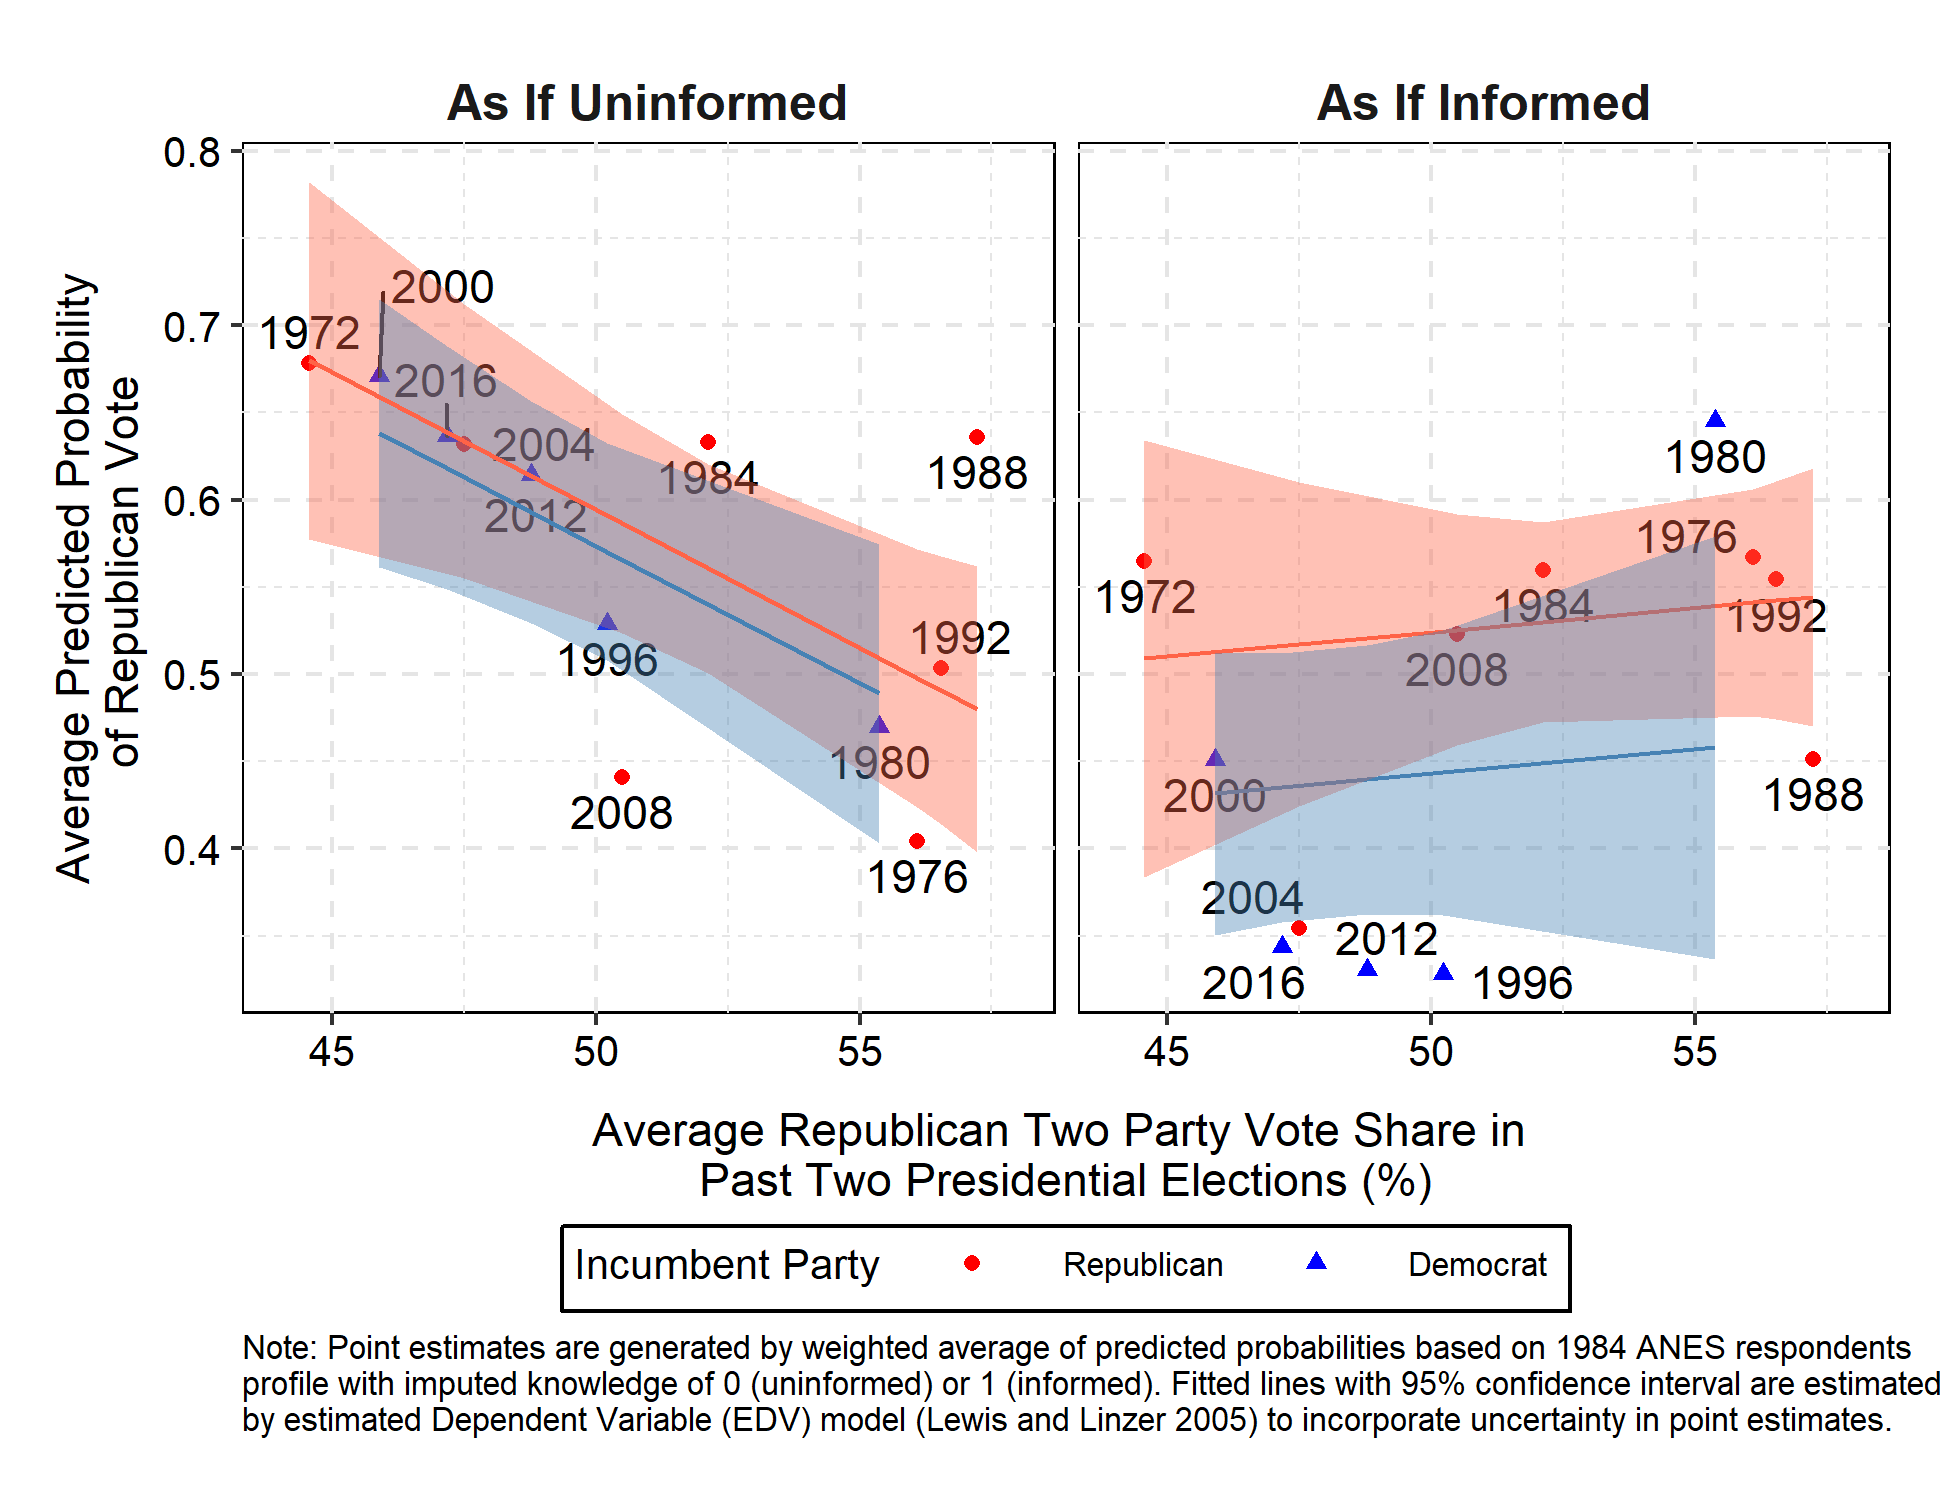 As If Uninformed
As If Informed
Average Predicted Probability
of Republican Vote
0.8
0.7
0.6
0.5
0.4
2000
1972
2016
2004
2012
1984
1988
1996
1992
1980
2008
1976
1980
1976
1972
1984
1992
2008
2000
1988
2004
2012
2016
1996
45
50
55
45
50
55
Average Republican Two Party Vote Share in
Past Two Presidential Elections (%)
Incumbent Party
Republican
Democrat
Note: Point estimates are generated by weighted average of predicted probabilities based on 1984 ANES respondents
profile with imputed knowledge of 0 (uninformed) or 1 (informed). Fitted lines with 95% confidence interval are estimated
by estimated Dependent Variable (EDV) model (Lewis and Linzer 2005) to incorporate uncertainty in point estimates.